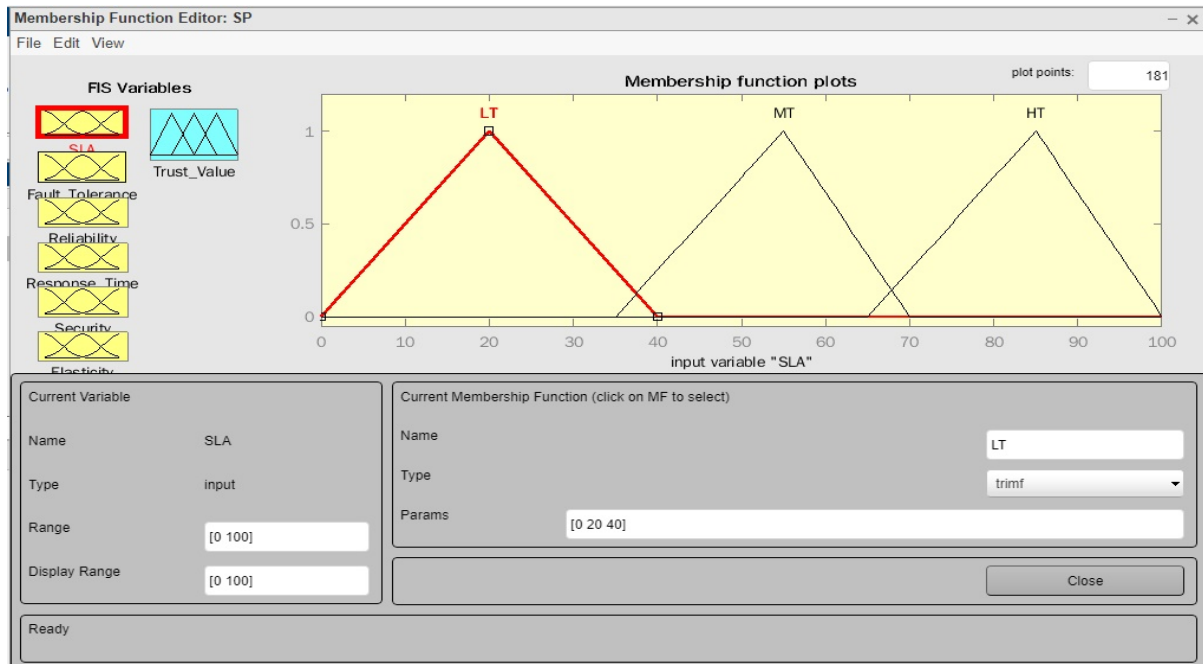 Membership Function Editor: SP
File Edit View
FIS Variables
SLA
Fault_Tolerance
Reliability
Response_Time
Security
Elasticity
Trust_Value
Membership function plots
plot points: 181
LT MT HT
1
0.5
0
0 10 20 30 40 50 60 70 80 90 100
input variable "SLA"
Current Variable
Name SLA
Type input
Range [0 100]
Display Range [0 100]
Current Membership Function (click on MF to select)
Name LT
Type trimf
Params [0 20 40]
Close
Ready